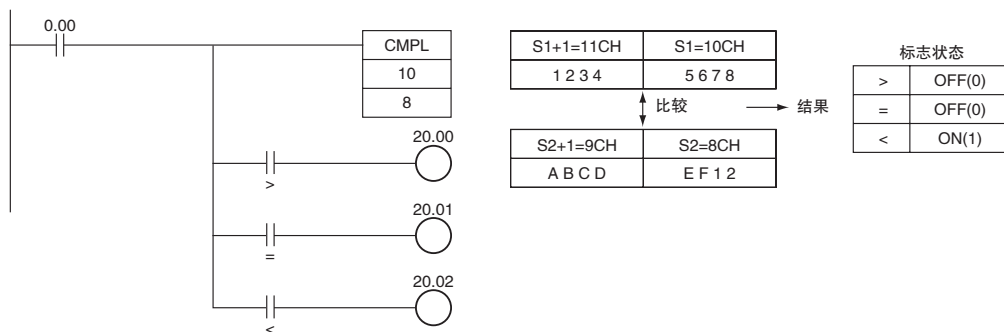 0.00
CMPL
10
8
20.00
>
20.01
=
20.02
<
S1+1=11CH S1=10CH
1 2 3 4 5 6 7 8
比较
结果
S2+1=9CH S2=8CH
A B C D E F 1 2
标志状态
> OFF(0)
= OFF(0)
< ON(1)